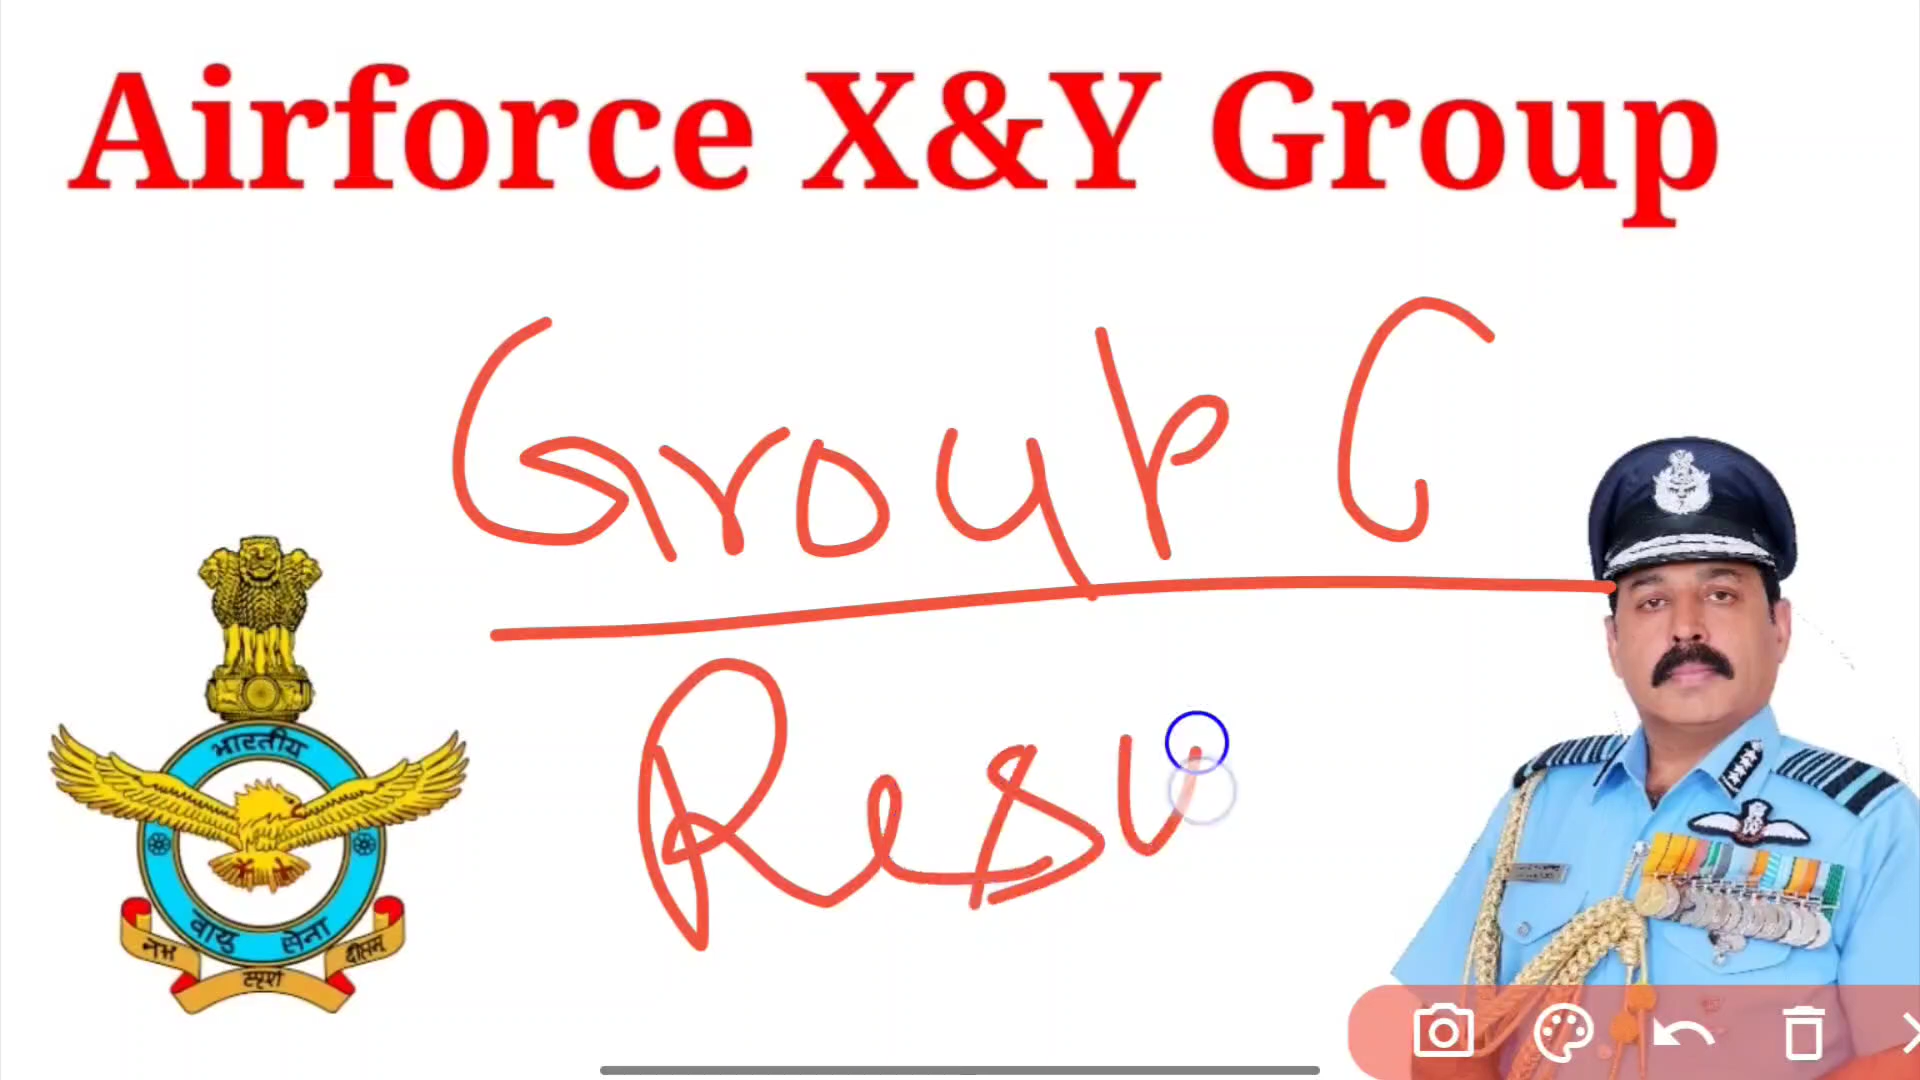 Airforce X&Y Group
Group C
Resu
भारतीय
वायु सेना
नभः स्पृशं दीप्तम्